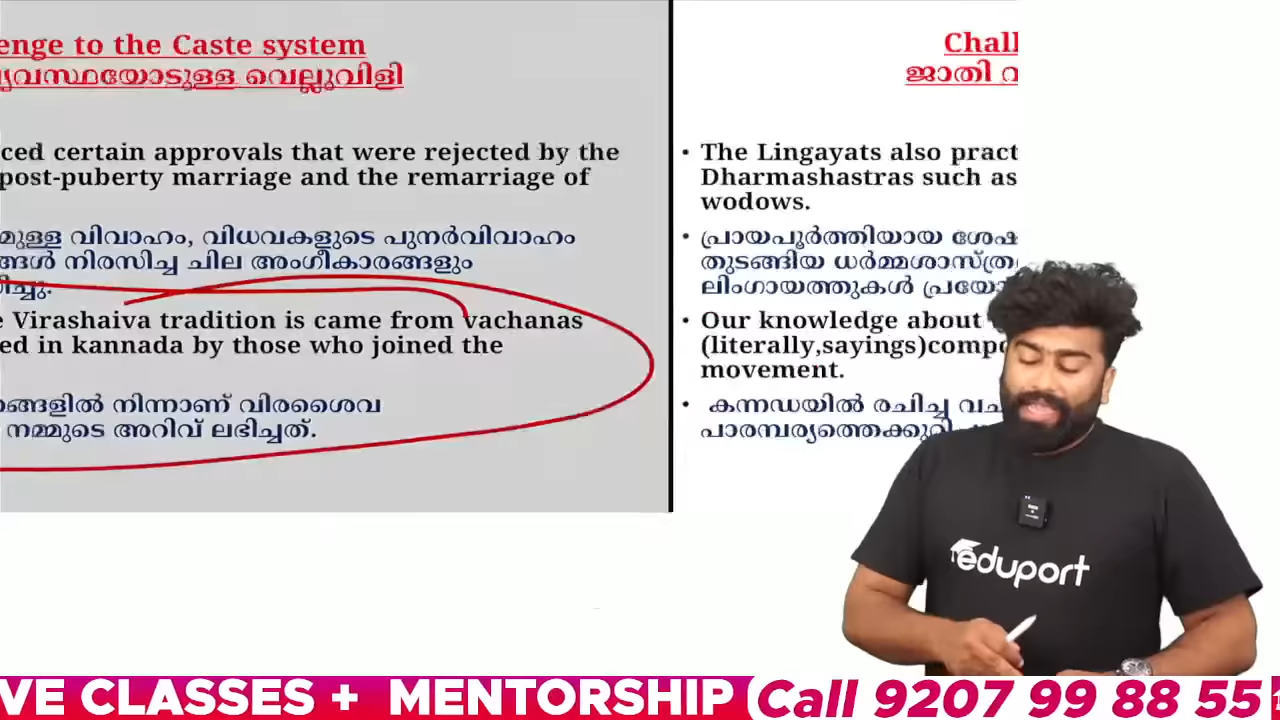 enge to the Caste system
്യവസ്ഥയോടുള്ള വെല്ലുവിളി
ced certain approvals that were rejected by the
post-puberty marriage and the remarriage of
മുള്ള വിവാഹം, വിധവകളുടെ പുനർവിവാഹം
ങ്ങൾ നിരസിച്ച ചില അംഗീകാരങ്ങളും
ിച്ചു.
e Virashaiva tradition is came from vachanas
ed in kannada by those who joined the
ങ്ങളിൽ നിന്നാണ് വിരശൈവ
നമ്മുടെ അറിവ് ലഭിച്ചത്.
Chall
ജാതി വ
• The Lingayats also pract
Dharmashastras such as
wodows.
• പ്രായപൂർത്തിയായ ശേഷ
തുടങ്ങിയ ധർമ്മശാസ്ത്ര
ലിംഗായത്തുകൾ പ്രയോ
• Our knowledge about
(literally,sayings)compo
movement.
• കന്നഡയിൽ രചിച്ച വച
പാരമ്പര്യത്തെക്കുറി
eduport
VE CLASSES + MENTORSHIP (Call 9207 99 88 55